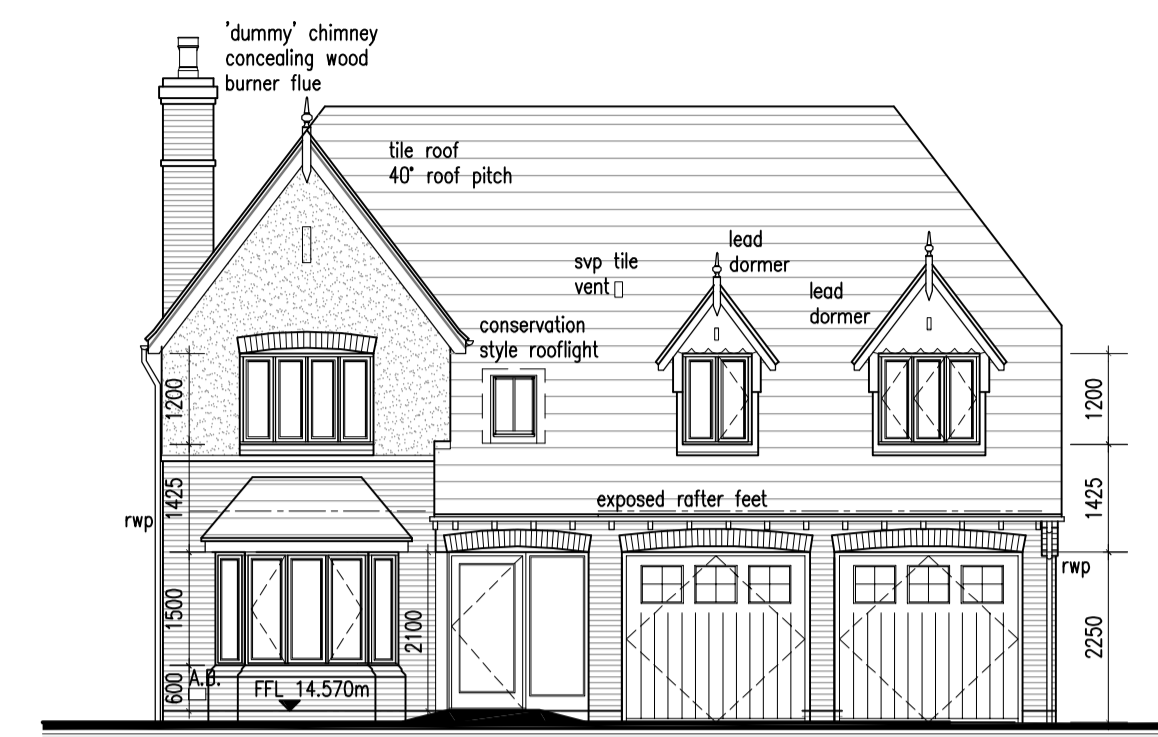 'dummy' chimney
concealing wood
burner flue
tile roof
40° roof pitch
svp tile
vent
lead
dormer
lead
dormer
conservation
style rooflight
1200
1425
1500
600
rwp
A.B.
FFL 14.570m
2100
exposed rafter feet
rwp
1200
1425
2250